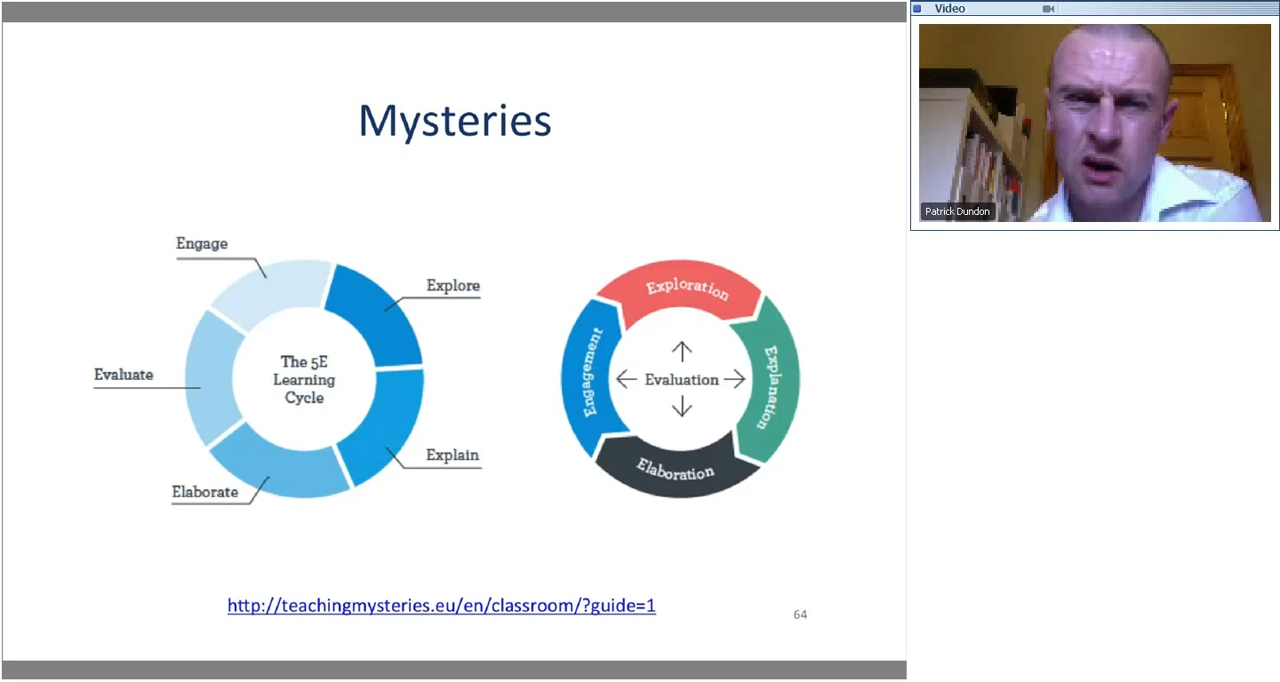 Mysteries
Engage
Explore
Evaluate
The 5E
Learning
Cycle
Explain
Elaborate
Exploration
Engagement
Evaluation
Explanation
Elaboration
http://teachingmysteries.eu/en/classroom/?guide=1
64
Video
Patrick Dundon